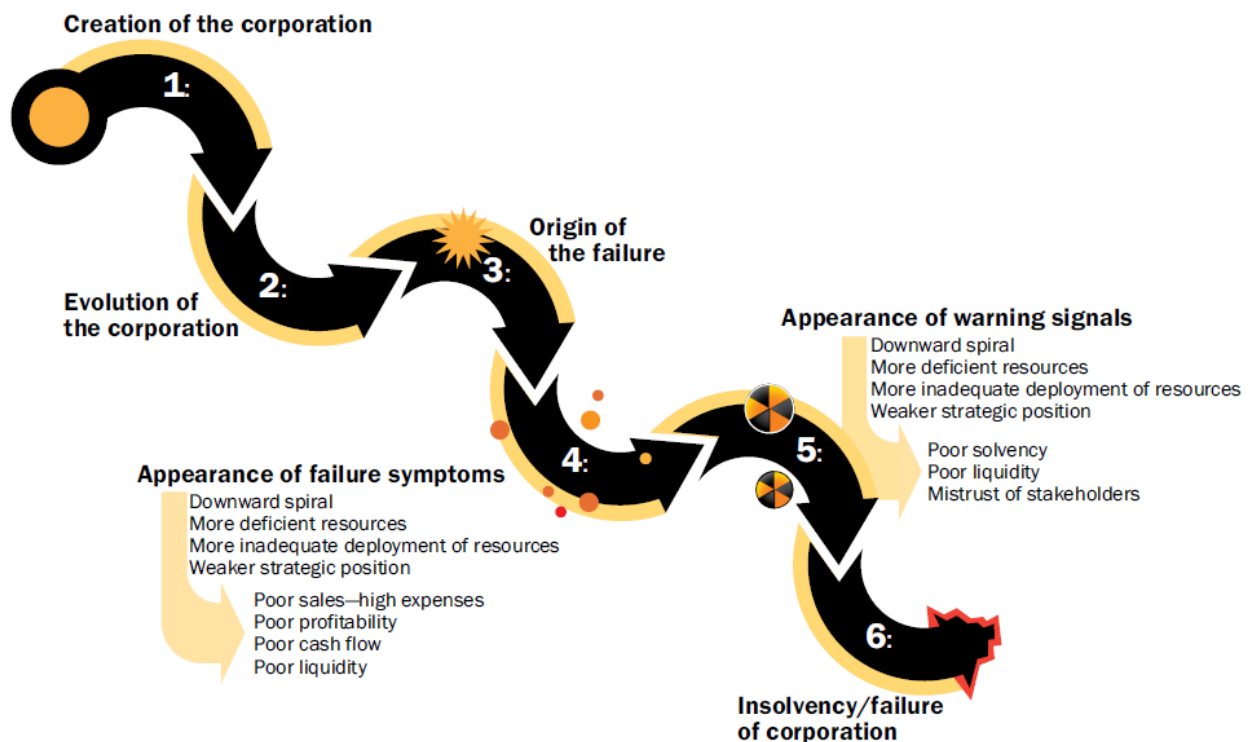 Creation of the corporation
1:
2:
Evolution of
the corporation
Origin of
the failure
3:
4:
Appearance of failure symptoms
Downward spiral
More deficient resources
More inadequate deployment of resources
Weaker strategic position
Poor sales—high expenses
Poor profitability
Poor cash flow
Poor liquidity
5:
Appearance of warning signals
Downward spiral
More deficient resources
More inadequate deployment of resources
Weaker strategic position
Poor solvency
Poor liquidity
Mistrust of stakeholders
6:
Insolvency/failure
of corporation